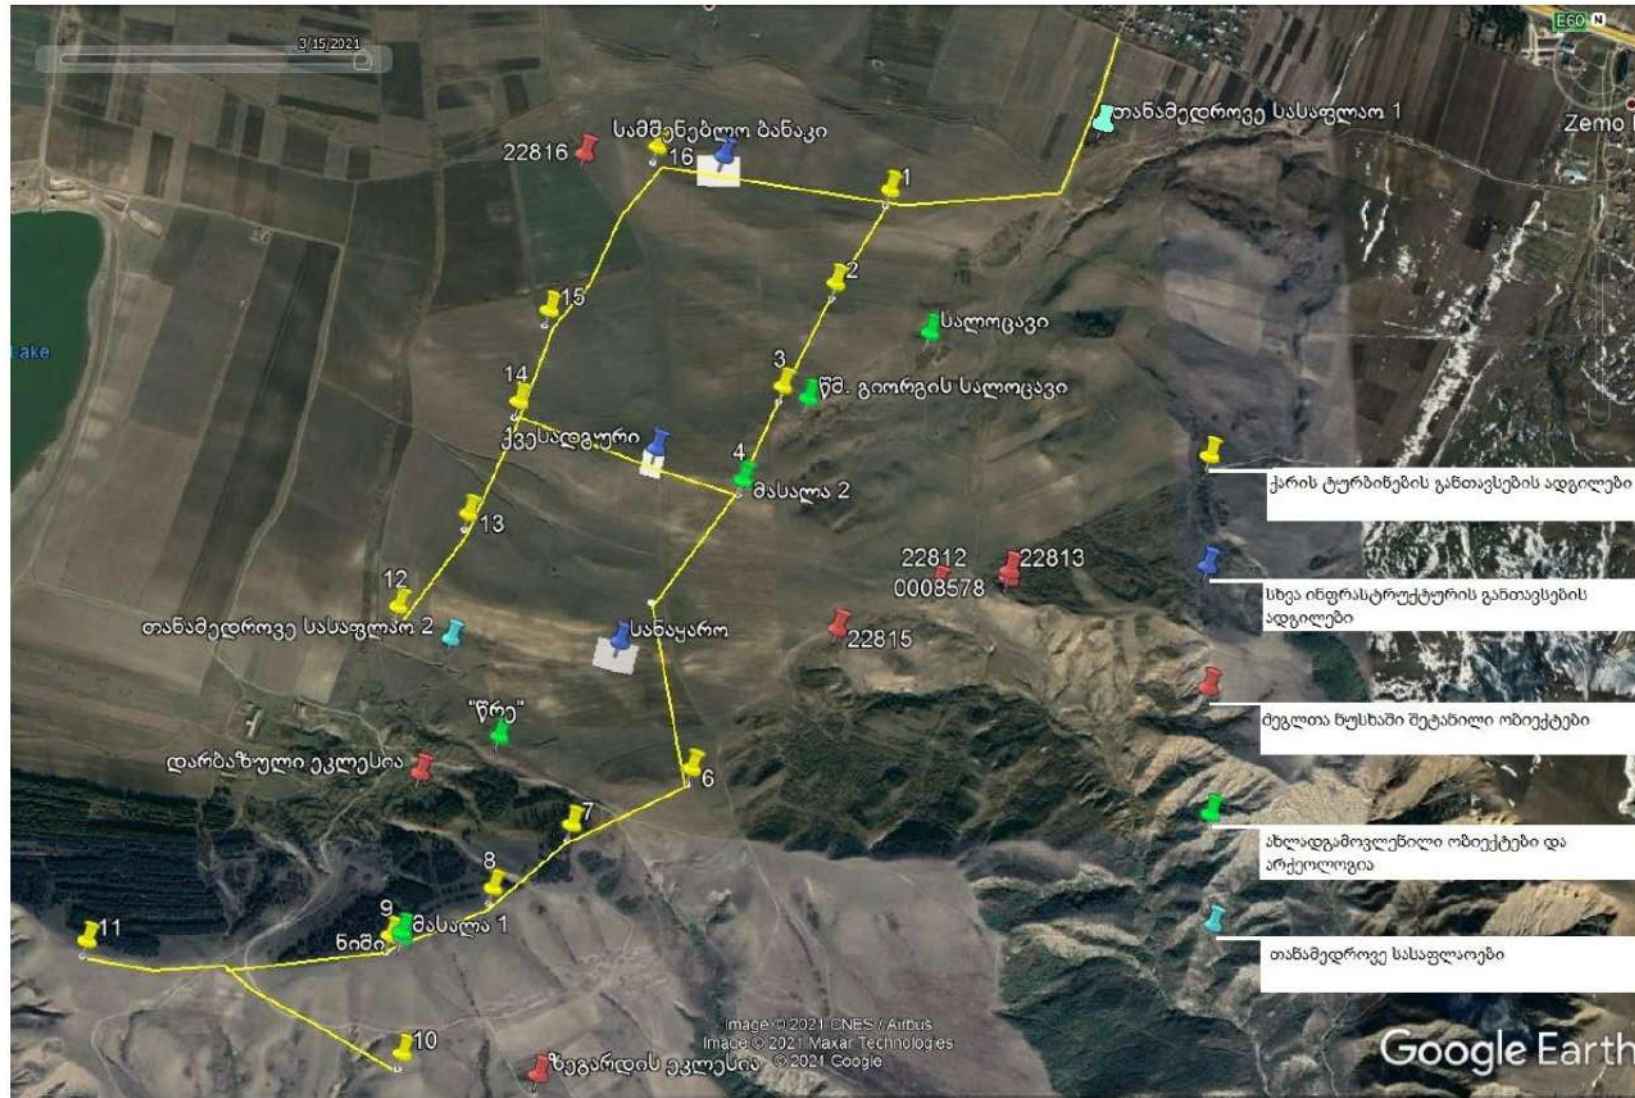 3/15/2021
E60 N
თანამედროვე სასაფლაო 1
Zemo
სამშენებლო ბანაკი
22816
16
1
2
15
სალოცავი
Lake
3
14
წმ. გიორგის სალოცავი
ქვესადგური
4
მასალა 2
ქარის ტურბინების განთავსების ადგილები
13
22812
22813
0008578
12
სხვა ინფრასტრუქტურის განთავსების
ადგილები
თანამედროვე სასაფლაო 2
სანაყარო
22815
"წრე"
ძეგლთა ნუსხაში შეტანილი ობიექტები
დარბაზული ეკლესია
6
7
ახლადგამოვლენილი ობიექტები და
არქეოლოგია
8
9
მასალა 1
11
ნიში
თანამედროვე სასაფლაოები
10
Image © 2021 CNES / Airbus
Image © 2021 Maxar Technologies
© 2021 Google
ზეგარდის ეკლესია
Google Earth